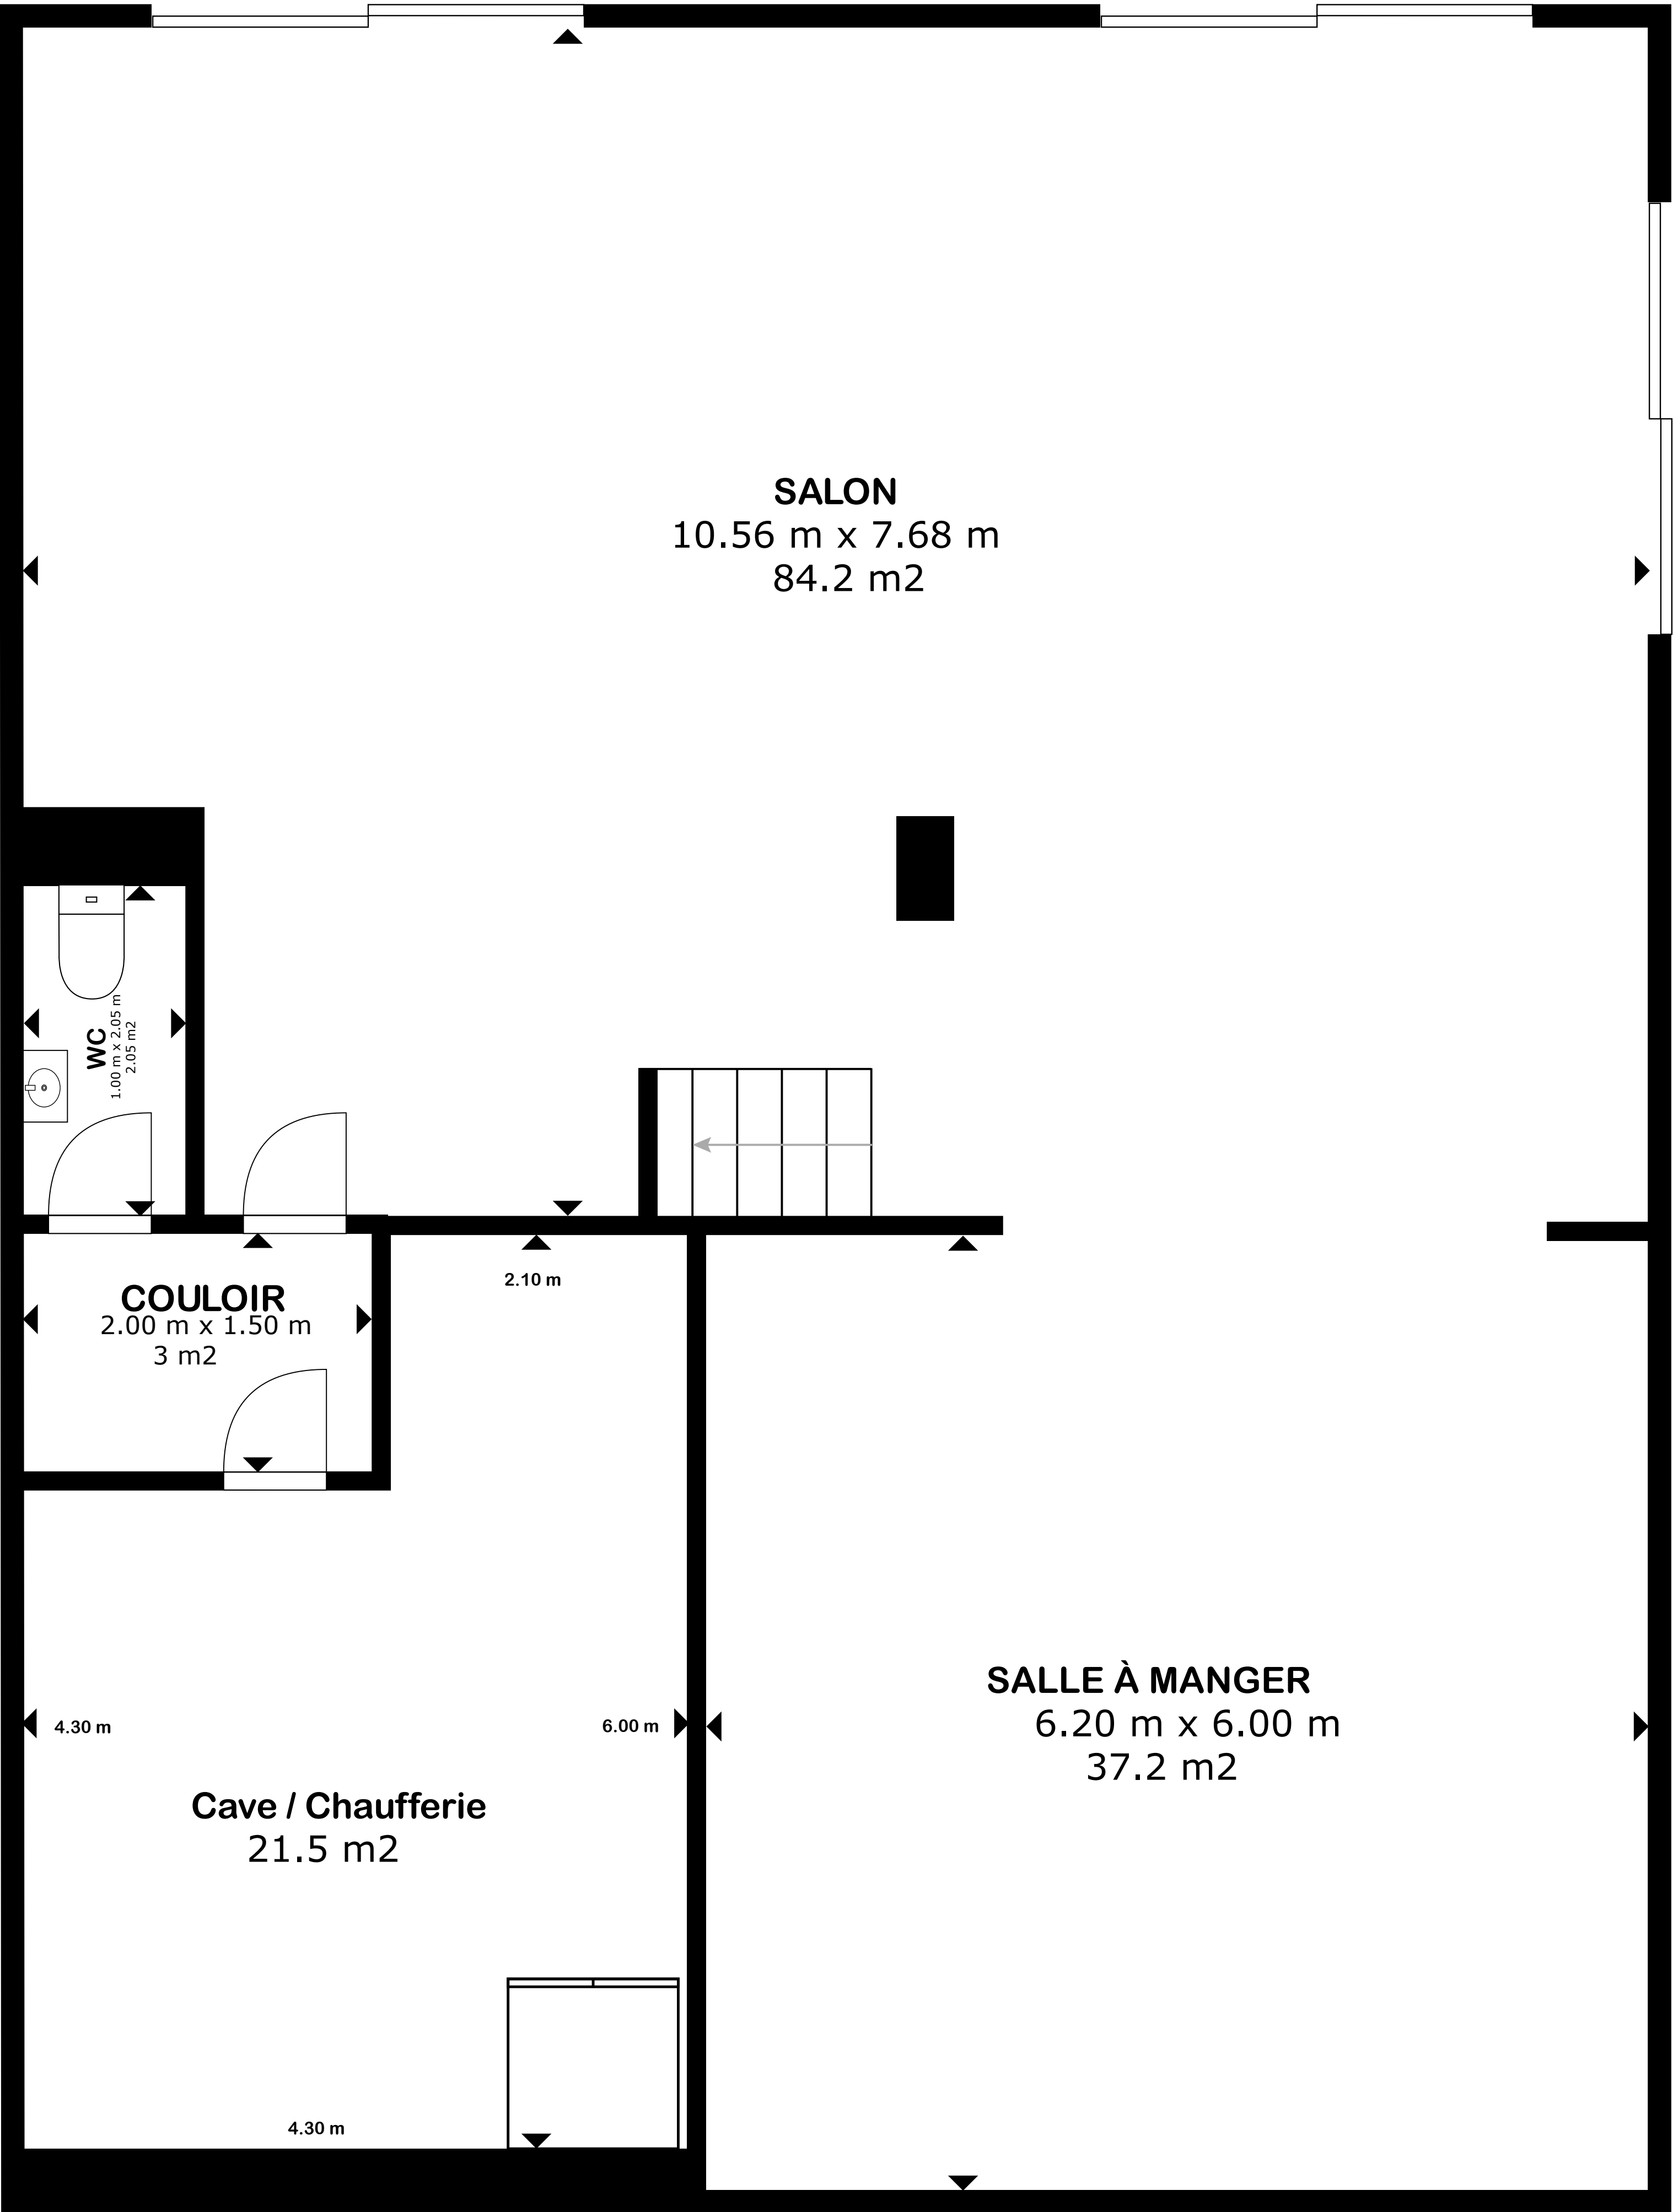 SALON
10.56 m x 7.68 m
84.2 m2
WC
1.00 m x 2.05 m
2.05 m2
2.10 m
COULOIR
2.00 m x 1.50 m
3 m2
SALLE À MANGER
6.20 m x 6.00 m
37.2 m2
4.30 m
6.00 m
Cave / Chaufferie
21.5 m2
4.30 m